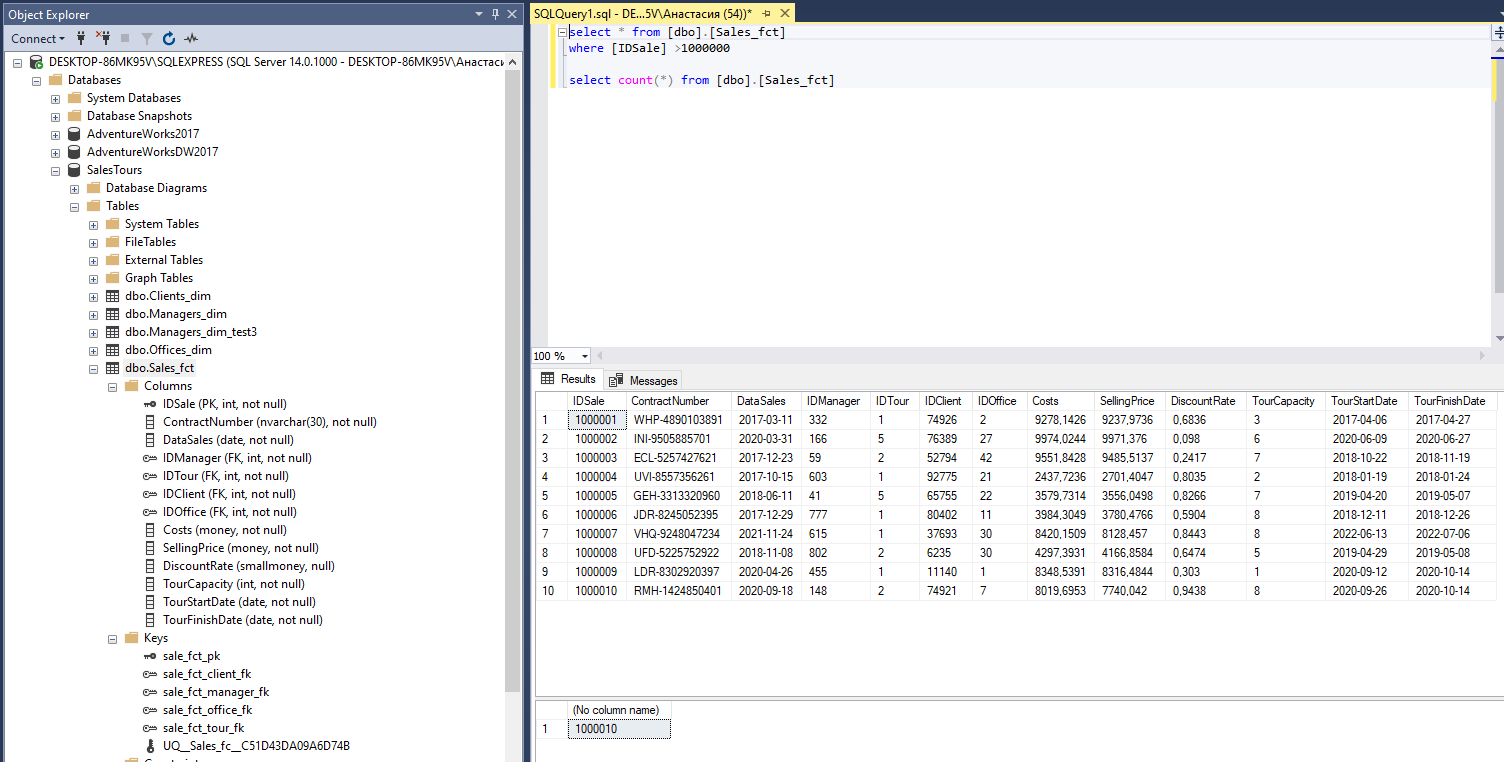 Object Explorer
Connect
DESKTOP-86MK95V\SQLEXPRESS (SQL Server 14.0.1000 - DESKTOP-86MK95V\Анастаси
Databases
System Databases
Database Snapshots
AdventureWorks2017
AdventureWorksDW2017
SalesTours
Database Diagrams
Tables
System Tables
FileTables
External Tables
Graph Tables
dbo.Clients_dim
dbo.Managers_dim
dbo.Managers_dim_test3
dbo.Offices_dim
dbo.Sales_fct
Columns
IDSale (PK, int, not null)
ContractNumber (nvarchar(30), not null)
DataSales (date, not null)
IDManager (FK, int, not null)
IDTour (FK, int, not null)
IDClient (FK, int, not null)
IDOffice (FK, int, not null)
Costs (money, not null)
SellingPrice (money, not null)
DiscountRate (smallmoney, null)
TourCapacity (int, not null)
TourStartDate (date, not null)
TourFinishDate (date, not null)
Keys
sale_fct_pk
sale_fct_client_fk
sale_fct_manager_fk
sale_fct_office_fk
sale_fct_tour_fk
UQ__Sales_fc__C51D43DA09A6D74B
SQLQuery1.sql - DE...5V\Анастасия (54))*
select * from [dbo].[Sales_fct]
where [IDSale] >1000000
select count(*) from [dbo].[Sales_fct]
100 %
Results Messages
IDSale ContractNumber DataSales IDManager IDTour IDClient IDOffice Costs SellingPrice DiscountRate TourCapacity TourStartDate TourFinishDate
1 1000001 WHP-4890103891 2017-03-11 332 1 74926 2 9278,1426 9237,9736 0,6836 3 2017-04-06 2017-04-27
2 1000002 INI-9505885701 2020-03-31 166 5 76389 27 9974,0244 9971,376 0,098 6 2020-06-09 2020-06-27
3 1000003 ECL-5257427621 2017-12-23 59 2 52794 42 9551,8428 9485,5137 0,2417 7 2018-10-22 2018-11-19
4 1000004 UVI-8557356261 2017-10-15 603 1 92775 21 2437,7236 2701,4047 0,8035 2 2018-01-19 2018-01-24
5 1000005 GEH-3313320960 2018-06-11 41 5 65755 22 3579,7314 3556,0498 0,8266 7 2019-04-20 2019-05-07
6 1000006 JDR-8245052395 2017-12-29 777 1 80402 11 3984,3049 3780,4766 0,5904 8 2018-12-11 2018-12-26
7 1000007 VHQ-9248047234 2021-11-24 615 1 37693 30 8420,1509 8128,457 0,8443 8 2022-06-13 2022-07-06
8 1000008 UFD-5225752922 2018-11-08 802 2 6235 30 4297,3931 4166,8584 0,6474 5 2019-04-29 2019-05-08
9 1000009 LDR-8302920397 2020-04-26 455 1 11140 1 8348,5391 8316,4844 0,303 1 2020-09-12 2020-10-14
10 1000010 RMH-1424850401 2020-09-18 148 2 74921 7 8019,6953 7740,042 0,9438 8 2020-09-26 2020-10-14
(No column name)
1 1000010